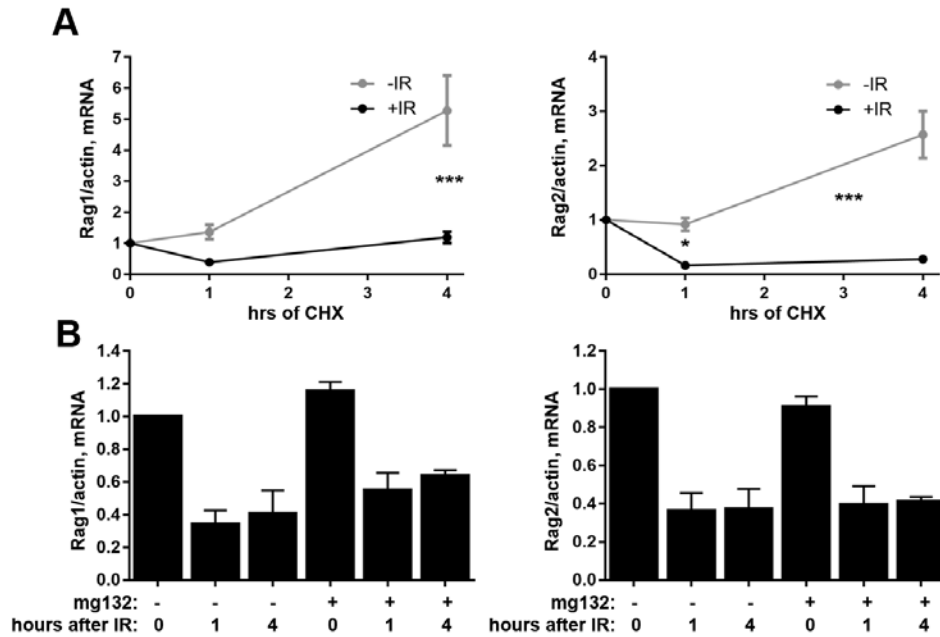 A
Rag1/actin, mRNA
7
6
5
4
3
2
1
0
-IR
+IR
***
0 1 2 3 4
hrs of CHX
Rag2/actin, mRNA
4
3
2
1
0
-IR
+IR
*
***
0 1 2 3 4
hrs of CHX
B
Rag1/actin, mRNA
1.4
1.2
1.0
0.8
0.6
0.4
0.2
0.0
mg132: - - - + + +
hours after IR: 0 1 4 0 1 4
Rag2/actin, mRNA
1.2
1.0
0.8
0.6
0.4
0.2
0.0
mg132: - - - + + +
hours after IR: 0 1 4 0 1 4